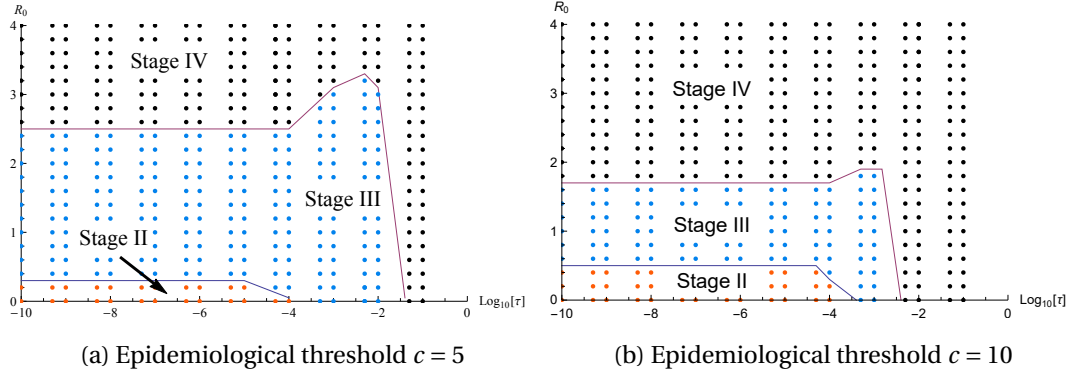 R₀
4
3
2
1
0
Stage IV
Stage III
Stage II
−10
−8
−6
−4
−2
0
Log₁₀[τ]
(a) Epidemiological threshold c = 5
R₀
4
3
2
1
0
Stage IV
Stage III
Stage II
−10
−8
−6
−4
−2
0
Log₁₀[τ]
(b) Epidemiological threshold c = 10